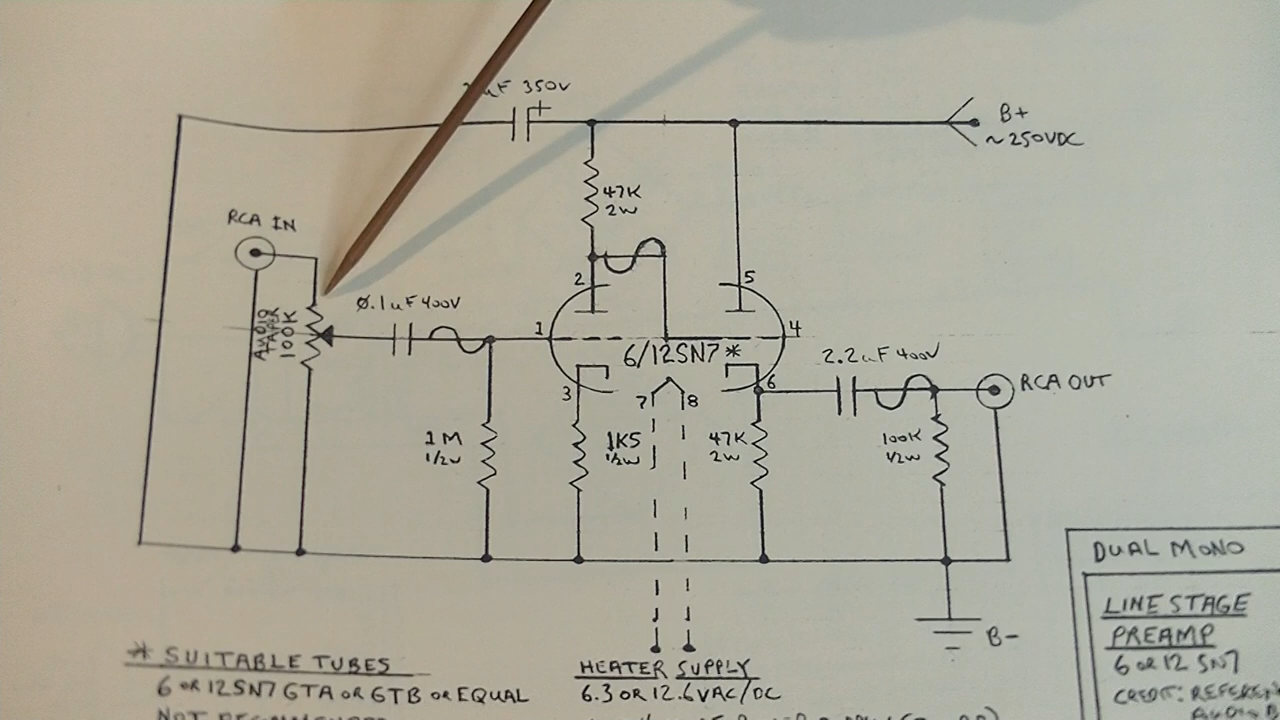 µF 350V
B+
~250VDC
47K
2W
RCA IN
2
5
0.1uF400V
AUDIO
TAPER
100K
1
4
6/12SN7*
2.2uF 400V
3
6
RCA OUT
7
8
1M
1/2W
1K5
1/2W
47K
2W
100K
1/2W
DUAL MONO
LINE STAGE
PREAMP
6 OR 12 SN7
CREDIT:
B-
* SUITABLE TUBES
6 OR 12SN7 GTA OR GTB OR EQUAL
HEATER SUPPLY
6.3 OR 12.6VAC/DC